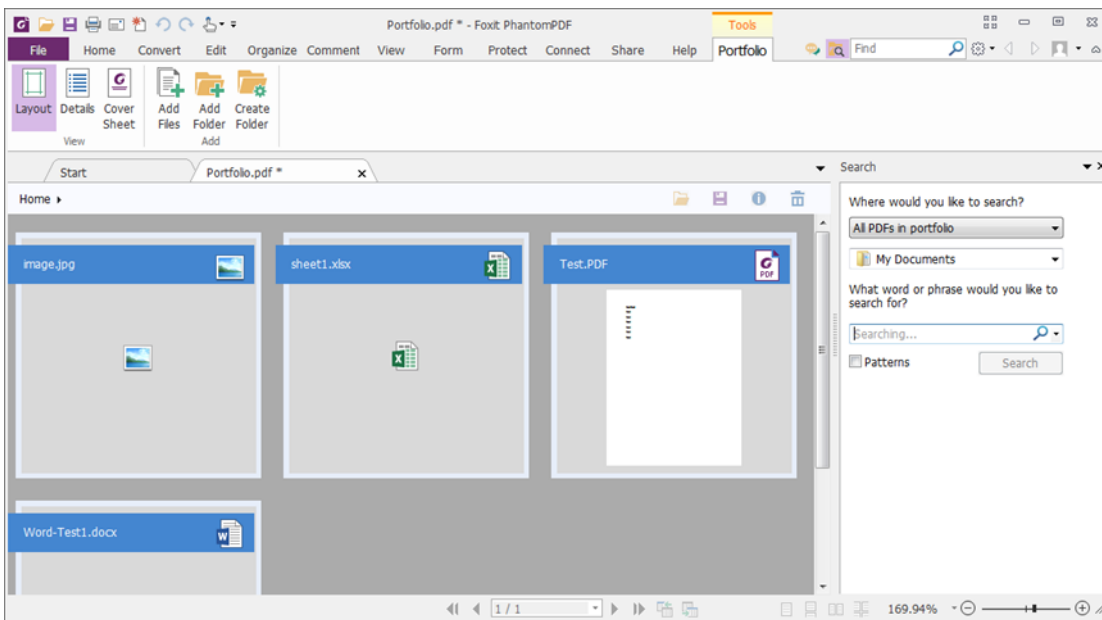 Portfolio.pdf * - Foxit PhantomPDF
Tools
File Home Convert Edit Organize Comment View Form Protect Connect Share Help Portfolio Find
Layout Details Cover Sheet Add Files Add Folder Create Folder
View Add
Start Portfolio.pdf * x
Search
Home
Where would you like to search?
All PDFs in portfolio
image.jpg sheet1.xlsx Test.PDF
PDF
My Documents
What word or phrase would you like to
search for?
Searching...
Patterns Search
Word-Test1.docx
1 / 1
169.94%